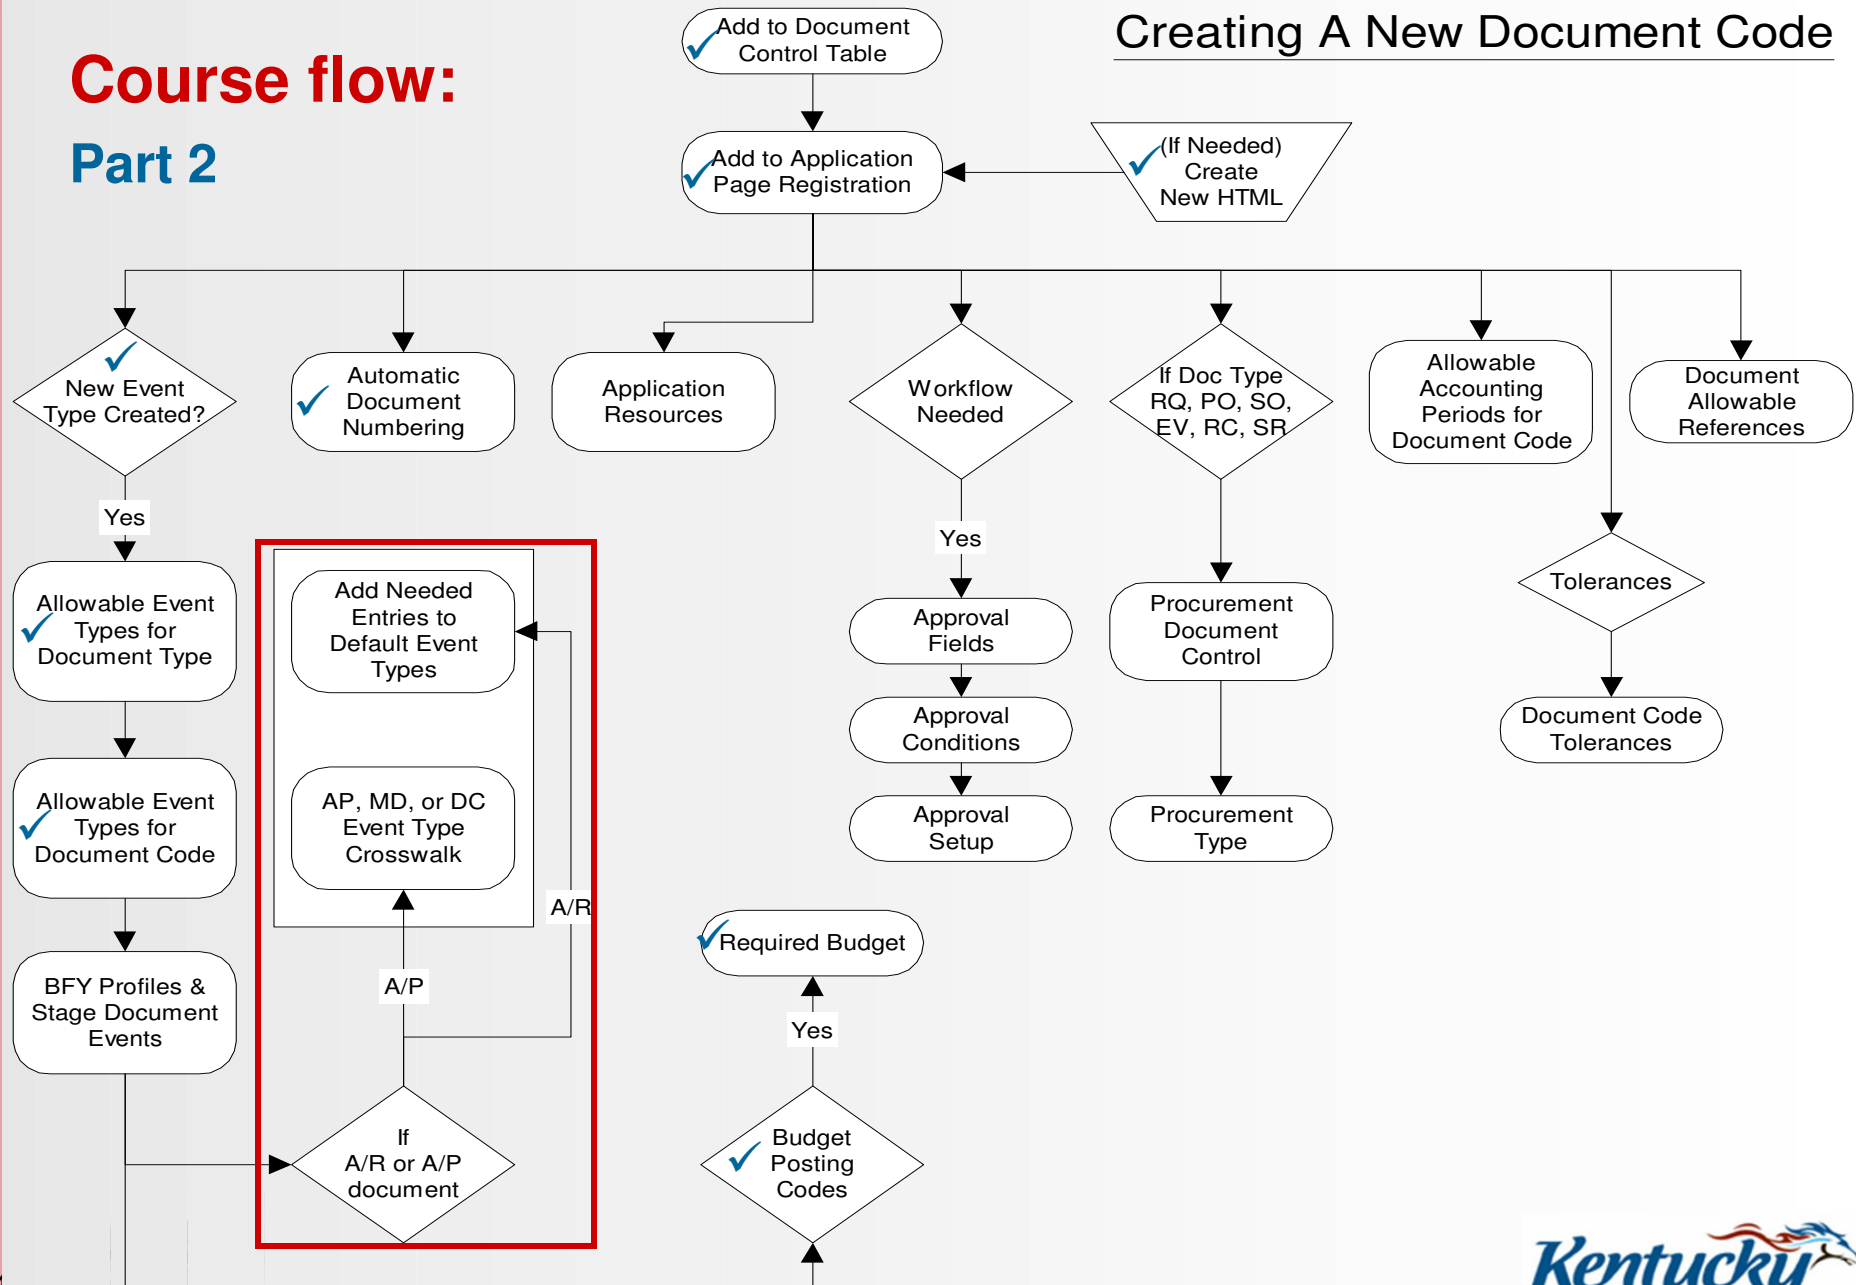 Creating A New Document Code
Course flow:
Part 2
Add to Document
Control Table
Add to Application
Page Registration
(If Needed)
Create
New HTML
New Event
Type Created?
Automatic
Document
Numbering
Application
Resources
Workflow
Needed
If Doc Type
RQ, PO, SO,
EV, RC, SR
Allowable
Accounting
Periods for
Document Code
Document
Allowable
References
Yes
Allowable Event
Types for
Document Type
Allowable Event
Types for
Document Code
BFY Profiles &
Stage Document
Events
Add Needed
Entries to
Default Event
Types
AP, MD, or DC
Event Type
Crosswalk
A/R
A/P
If
A/R or A/P
document
Yes
Approval
Fields
Approval
Conditions
Approval
Setup
Procurement
Document
Control
Procurement
Type
Tolerances
Document Code
Tolerances
Required Budget
Yes
Budget
Posting
Codes
Kentucky